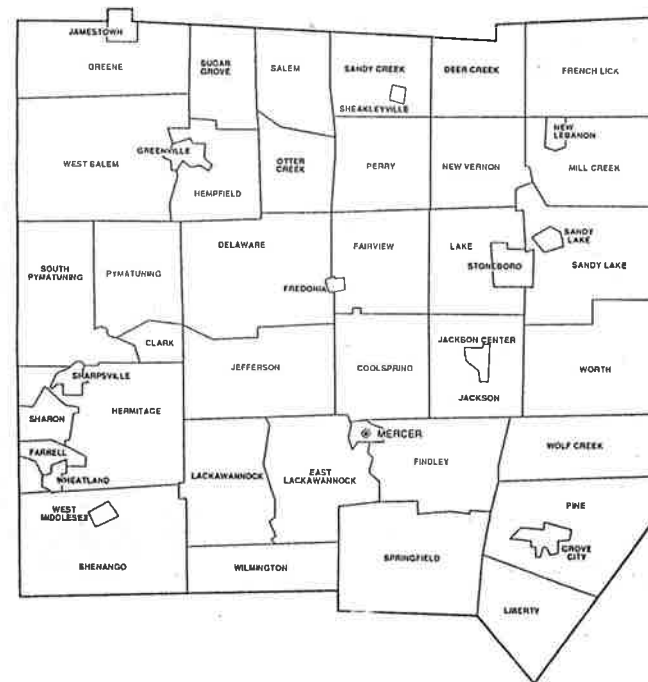 JAMESTOWN
GREENE
SUGAR
GROVE
SALEM
SANDY CREEK
SHEAKLEYVILLE
DEER CREEK
FRENCH LICK
NEW
LEBANON
WEST SALEM
GREENVILLE
HEMPFIELD
OTTER
CREEK
PERRY
NEW VERNON
MILL CREEK
SOUTH
PYMATUNING
PYMATUNING
DELAWARE
FREDONIA
FAIRVIEW
LAKE
STONEBORO
SANDY
LAKE
SANDY LAKE
CLARK
JEFFERSON
COOLSPRING
JACKSON CENTER
JACKSON
WORTH
SHARPSVILLE
SHARON
HERMITAGE
FARRELL
WHEATLAND
LACKAWANNOCK
EAST
LACKAWANNOCK
MERCER
FINDLEY
WOLF CREEK
WEST
MIDDLESEX
SHENANGO
WILMINGTON
SPRINGFIELD
PINE
GROVE
CITY
LIBERTY